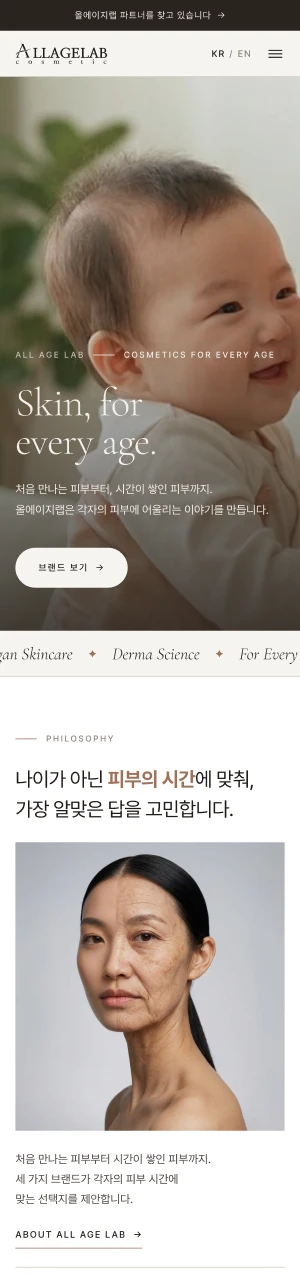 올에이지랩 파트너를 찾고 있습니다 →
ALLAGELAB
cosmetic
KR / EN
ALL AGE LAB — COSMETICS FOR EVERY AGE
Skin, for
every age.
처음 만나는 피부부터, 시간이 쌓인 피부까지.
올에이지랩은 각자의 피부에 어울리는 이야기를 만듭니다.
브랜드 보기 →
gan Skincare ✦ Derma Science ✦ For Every
PHILOSOPHY
나이가 아닌 피부의 시간에 맞춰,
가장 알맞은 답을 고민합니다.
처음 만나는 피부부터 시간이 쌓인 피부까지.
세 가지 브랜드가 각자의 피부 시간에
맞는 선택지를 제안합니다.
ABOUT ALL AGE LAB →